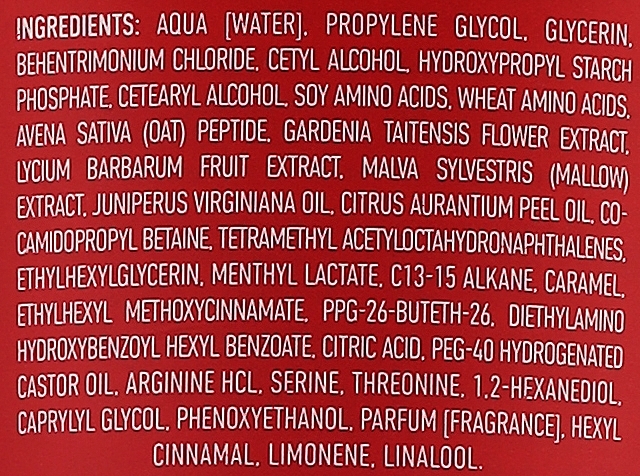 INGREDIENTS: AQUA [WATER], PROPYLENE GLYCOL, GLYCERIN,
BEHENTRIMONIUM CHLORIDE, CETYL ALCOHOL, HYDROXYPROPYL STARCH
PHOSPHATE, CETEARYL ALCOHOL, SOY AMINO ACIDS, WHEAT AMINO ACIDS,
AVENA SATIVA (OAT) PEPTIDE, GARDENIA TAITENSIS FLOWER EXTRACT,
LYCIUM BARBARUM FRUIT EXTRACT, MALVA SYLVESTRIS (MALLOW)
EXTRACT, JUNIPERUS VIRGINIANA OIL, CITRUS AURANTIUM PEEL OIL, CO-
CAMIDOPROPYL BETAINE, TETRAMETHYL ACETYLOCTAHYDRONAPHTHALENES,
ETHYLHEXYLGLYCERIN, MENTHYL LACTATE, C13-15 ALKANE, CARAMEL,
ETHYLHEXYL METHOXYCINNAMATE, PPG-26-BUTETH-26, DIETHYLAMINO
HYDROXYBENZOYL HEXYL BENZOATE, CITRIC ACID, PEG-40 HYDROGENATED
CASTOR OIL, ARGININE HCL, SERINE, THREONINE, 1,2-HEXANEDIOL,
CAPRYLYL GLYCOL, PHENOXYETHANOL, PARFUM [FRAGRANCE], HEXYL
CINNAMAL, LIMONENE, LINALOOL.